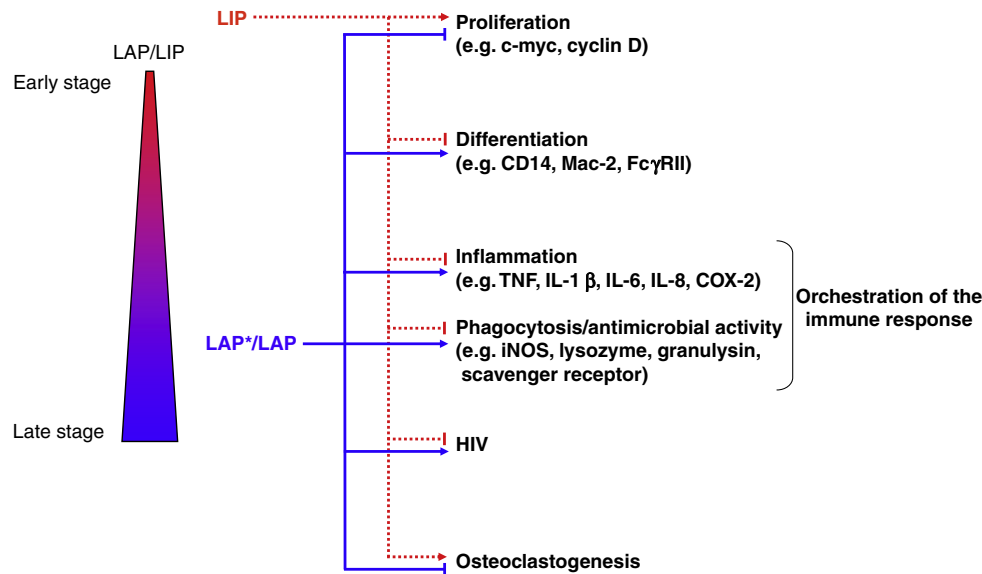 LIP
Proliferation
(e.g. c-myc, cyclin D)
LAP/LIP
Early stage
Differentiation
(e.g. CD14, Mac-2, FcγRII)
Inflammation
(e.g. TNF, IL-1 β, IL-6, IL-8, COX-2)
Orchestration of the
immune response
Phagocytosis/antimicrobial activity
LAP*/LAP
(e.g. iNOS, lysozyme, granulysin,
scavenger receptor)
Late stage
HIV
Osteoclastogenesis